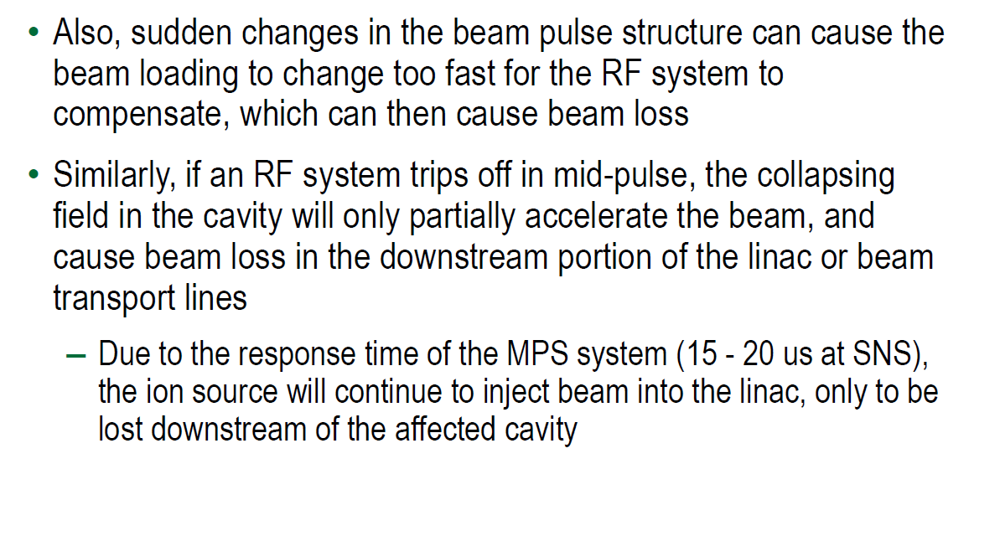 • Also, sudden changes in the beam pulse structure can cause the
beam loading to change too fast for the RF system to
compensate, which can then cause beam loss
• Similarly, if an RF system trips off in mid-pulse, the collapsing
field in the cavity will only partially accelerate the beam, and
cause beam loss in the downstream portion of the linac or beam
transport lines
– Due to the response time of the MPS system (15 - 20 us at SNS),
the ion source will continue to inject beam into the linac, only to be
lost downstream of the affected cavity